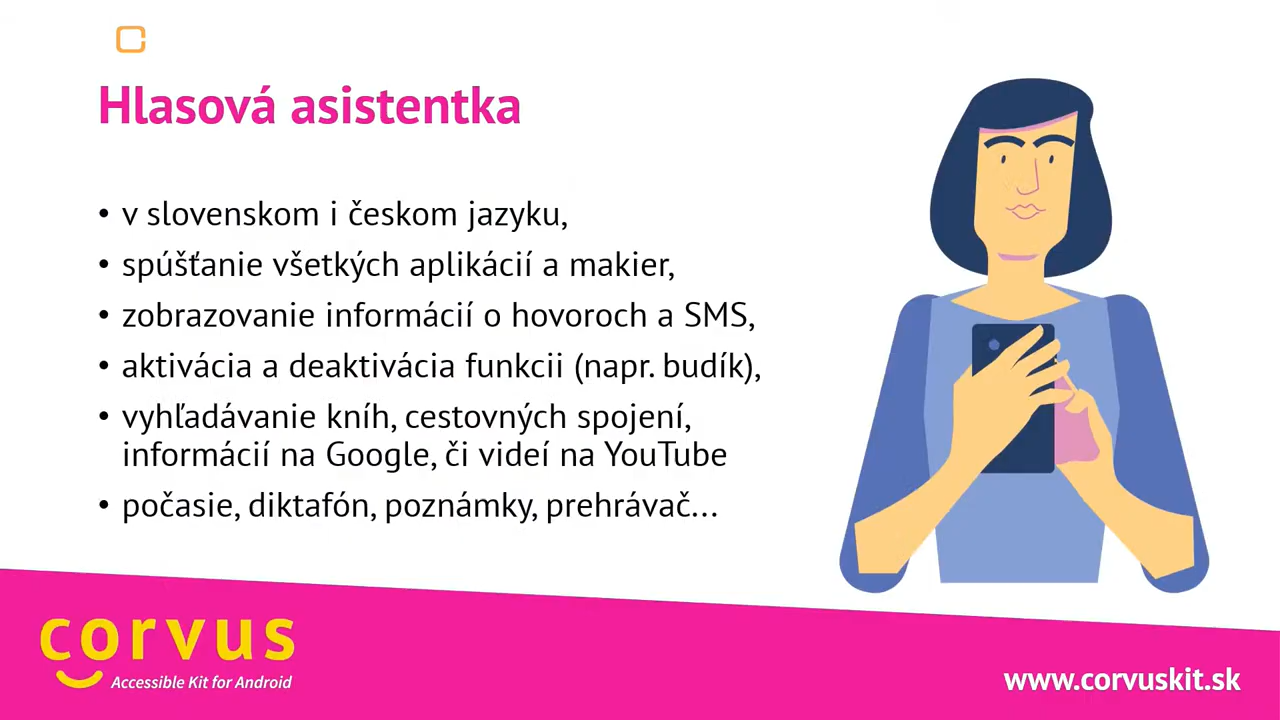 Hlasová asistentka
• v slovenskom i českom jazyku,
• spúšťanie všetkých aplikácií a makier,
• zobrazovanie informácií o hovoroch a SMS,
• aktivácia a deaktivácia funkcii (napr. budík),
• vyhľadávanie kníh, cestovných spojení,
informácií na Google, či videí na YouTube
• počasie, diktafón, poznámky, prehrávač...
corvus
Accessible Kit for Android
www.corvuskit.sk